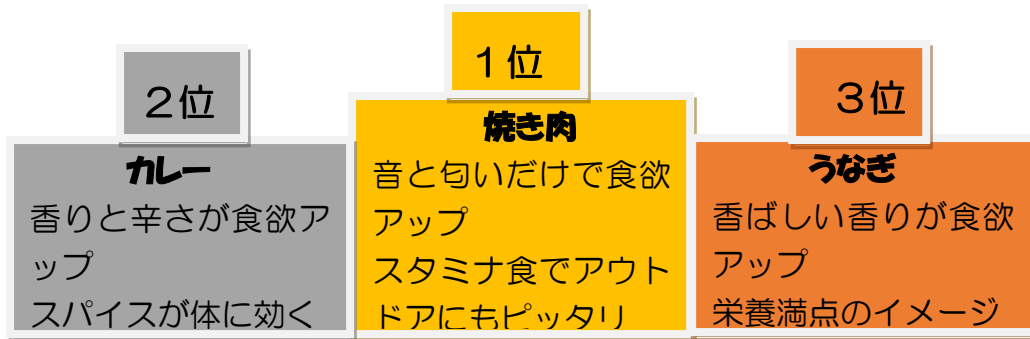 1位
焼き肉
音と匂いだけで食欲
アップ
スタミナ食でアウト
ドアにもピッタリ
2位
カレー
香りと辛さが食欲ア
ップ
スパイスが体に効く
3位
うなぎ
香ばしい香りが食欲
アップ
栄養満点のイメージ